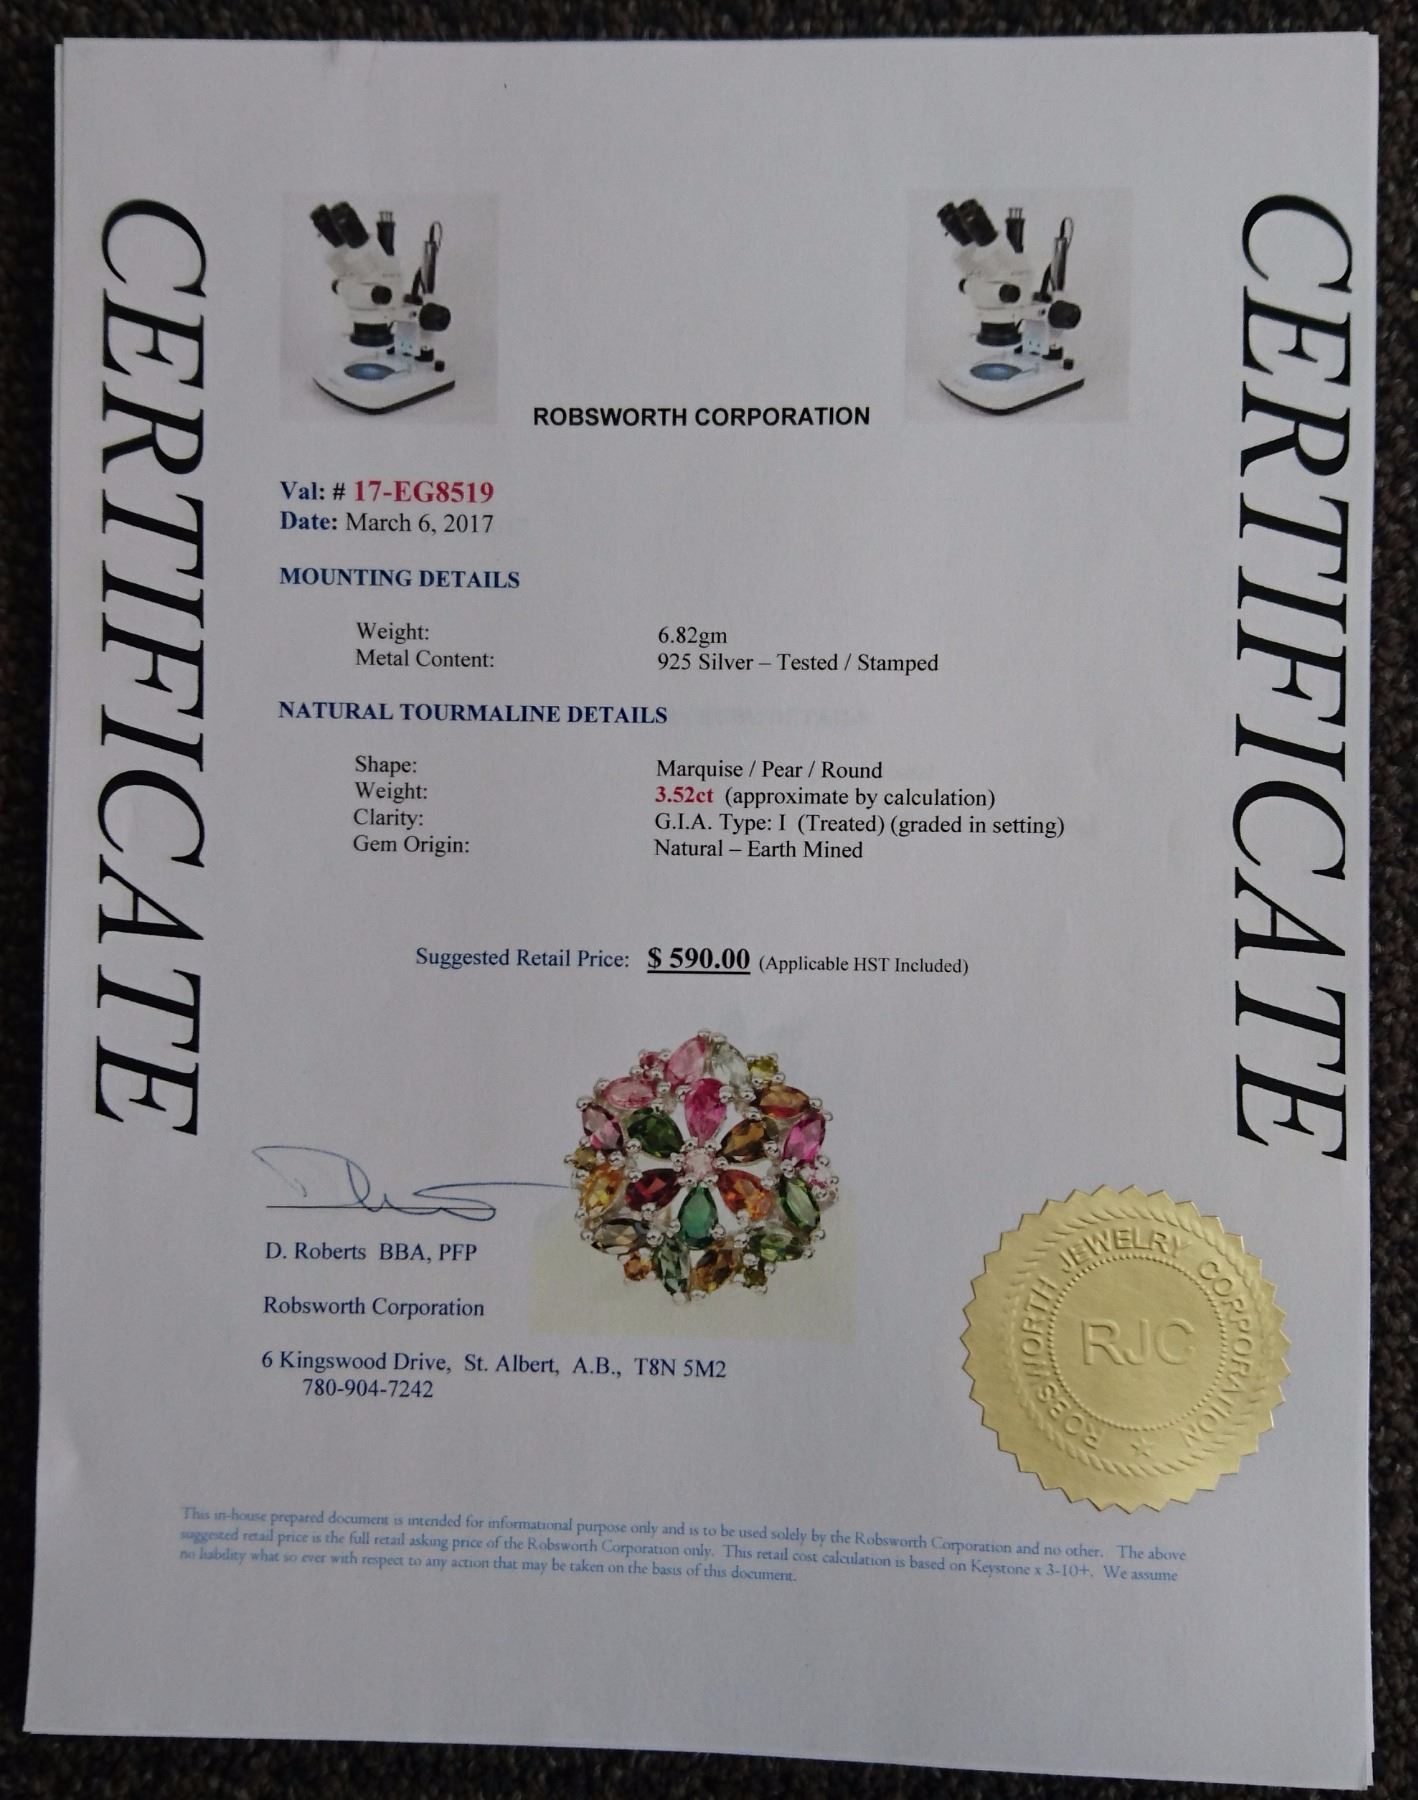 CERTIFICATE
CERTIFICATE
ROBSWORTH CORPORATION
Val: # 17-EG8519
Date: March 6, 2017
MOUNTING DETAILS
Weight: 6.82gm
Metal Content: 925 Silver – Tested / Stamped
NATURAL TOURMALINE DETAILS
Shape: Marquise / Pear / Round
Weight: 3.52ct (approximate by calculation)
Clarity: G.I.A. Type: I (Treated) (graded in setting)
Gem Origin: Natural – Earth Mined
Suggested Retail Price: $ 590.00 (Applicable HST Included)
D. Roberts BBA, PFP
Robsworth Corporation
6 Kingswood Drive, St. Albert, A.B., T8N 5M2
780-904-7242
ROBSWORTH JEWELRY CORPORATION
RJC
This in-house prepared document is intended for informational purpose only and is to be used solely by the Robsworth Corporation and no other. The above
suggested retail price is the full retail asking price of the Robsworth Corporation only. This retail cost calculation is based on Keystone x 3-10+. We assume
no liability what so ever with respect to any action that may be taken on the basis of this document.